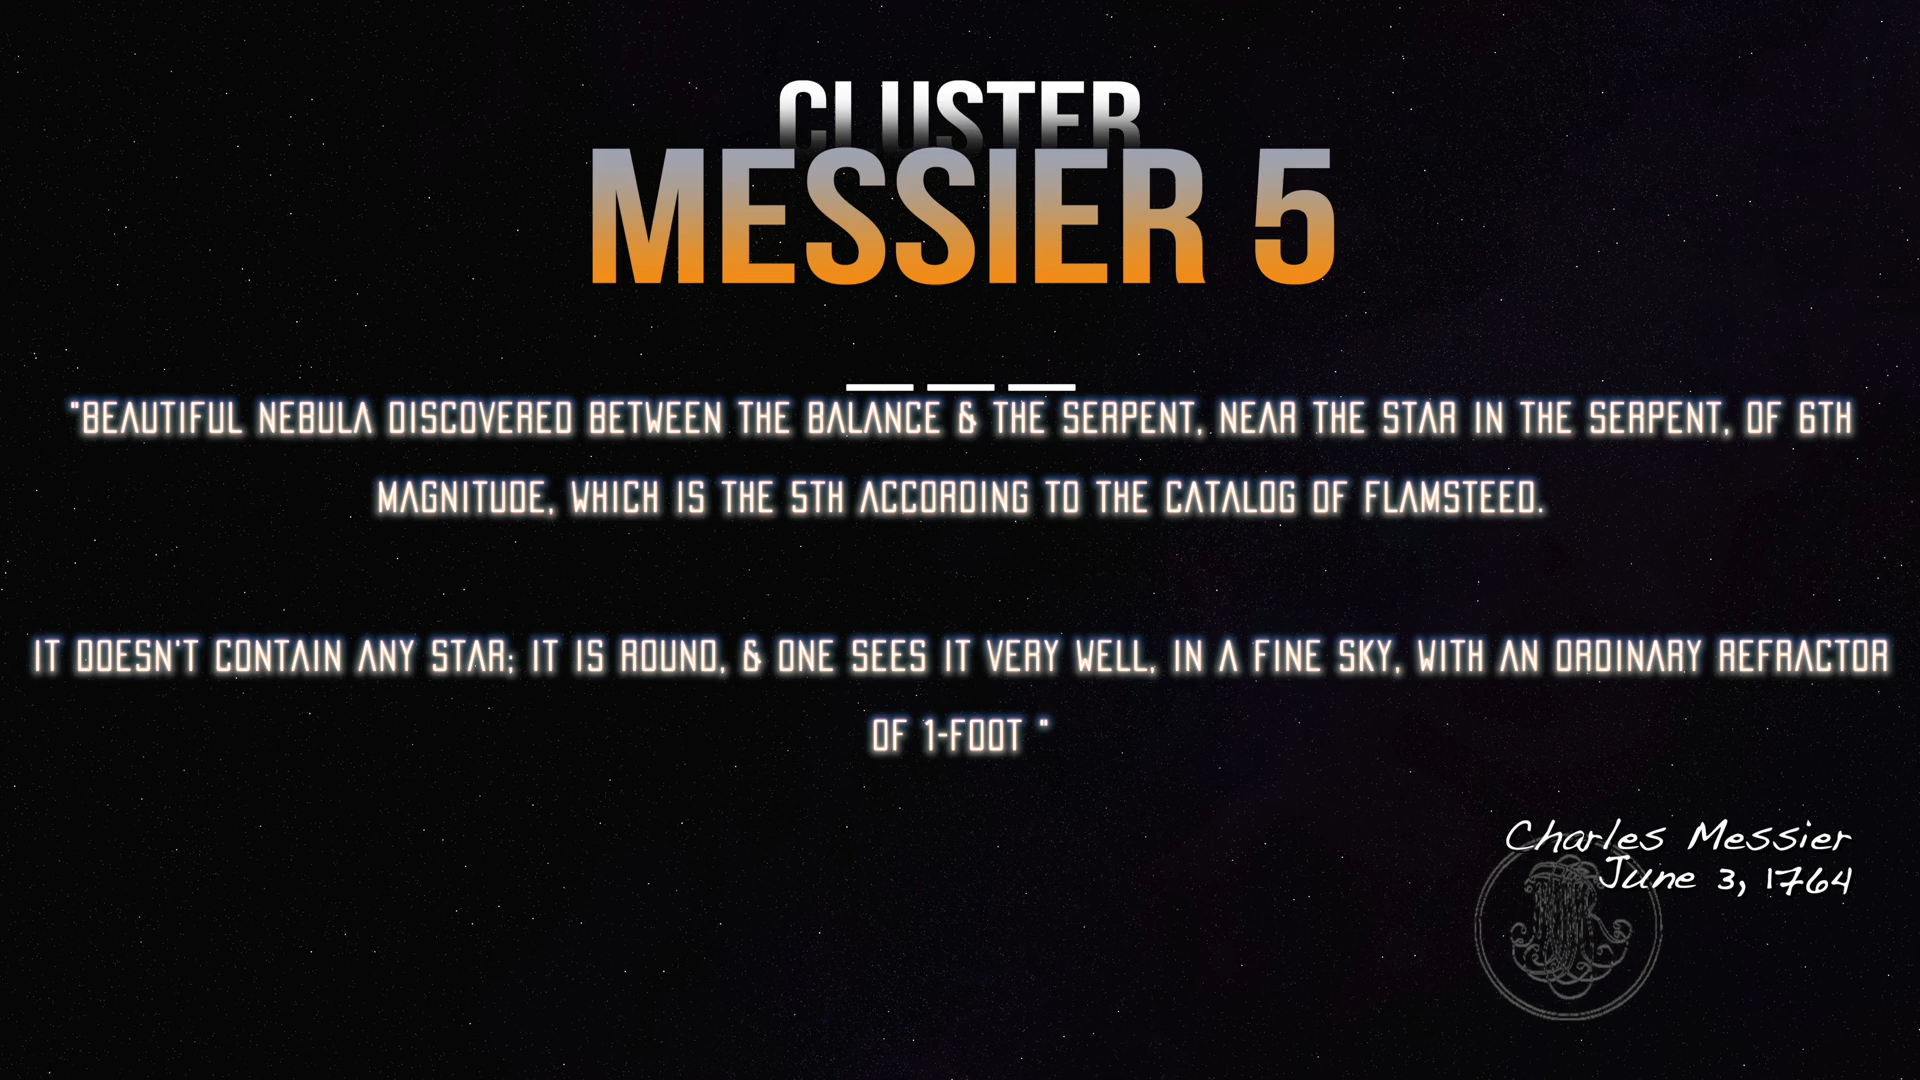 CLUSTER
MESSIER 5
"BEAUTIFUL NEBULA DISCOVERED BETWEEN THE BALANCE & THE SERPENT, NEAR THE STAR IN THE SERPENT, OF 6TH
MAGNITUDE, WHICH IS THE 5TH ACCORDING TO THE CATALOG OF FLAMSTEED.
IT DOESN'T CONTAIN ANY STAR; IT IS ROUND, & ONE SEES IT VERY WELL, IN A FINE SKY, WITH AN ORDINARY REFRACTOR
OF 1-FOOT "
Charles Messier
June 3, 1764